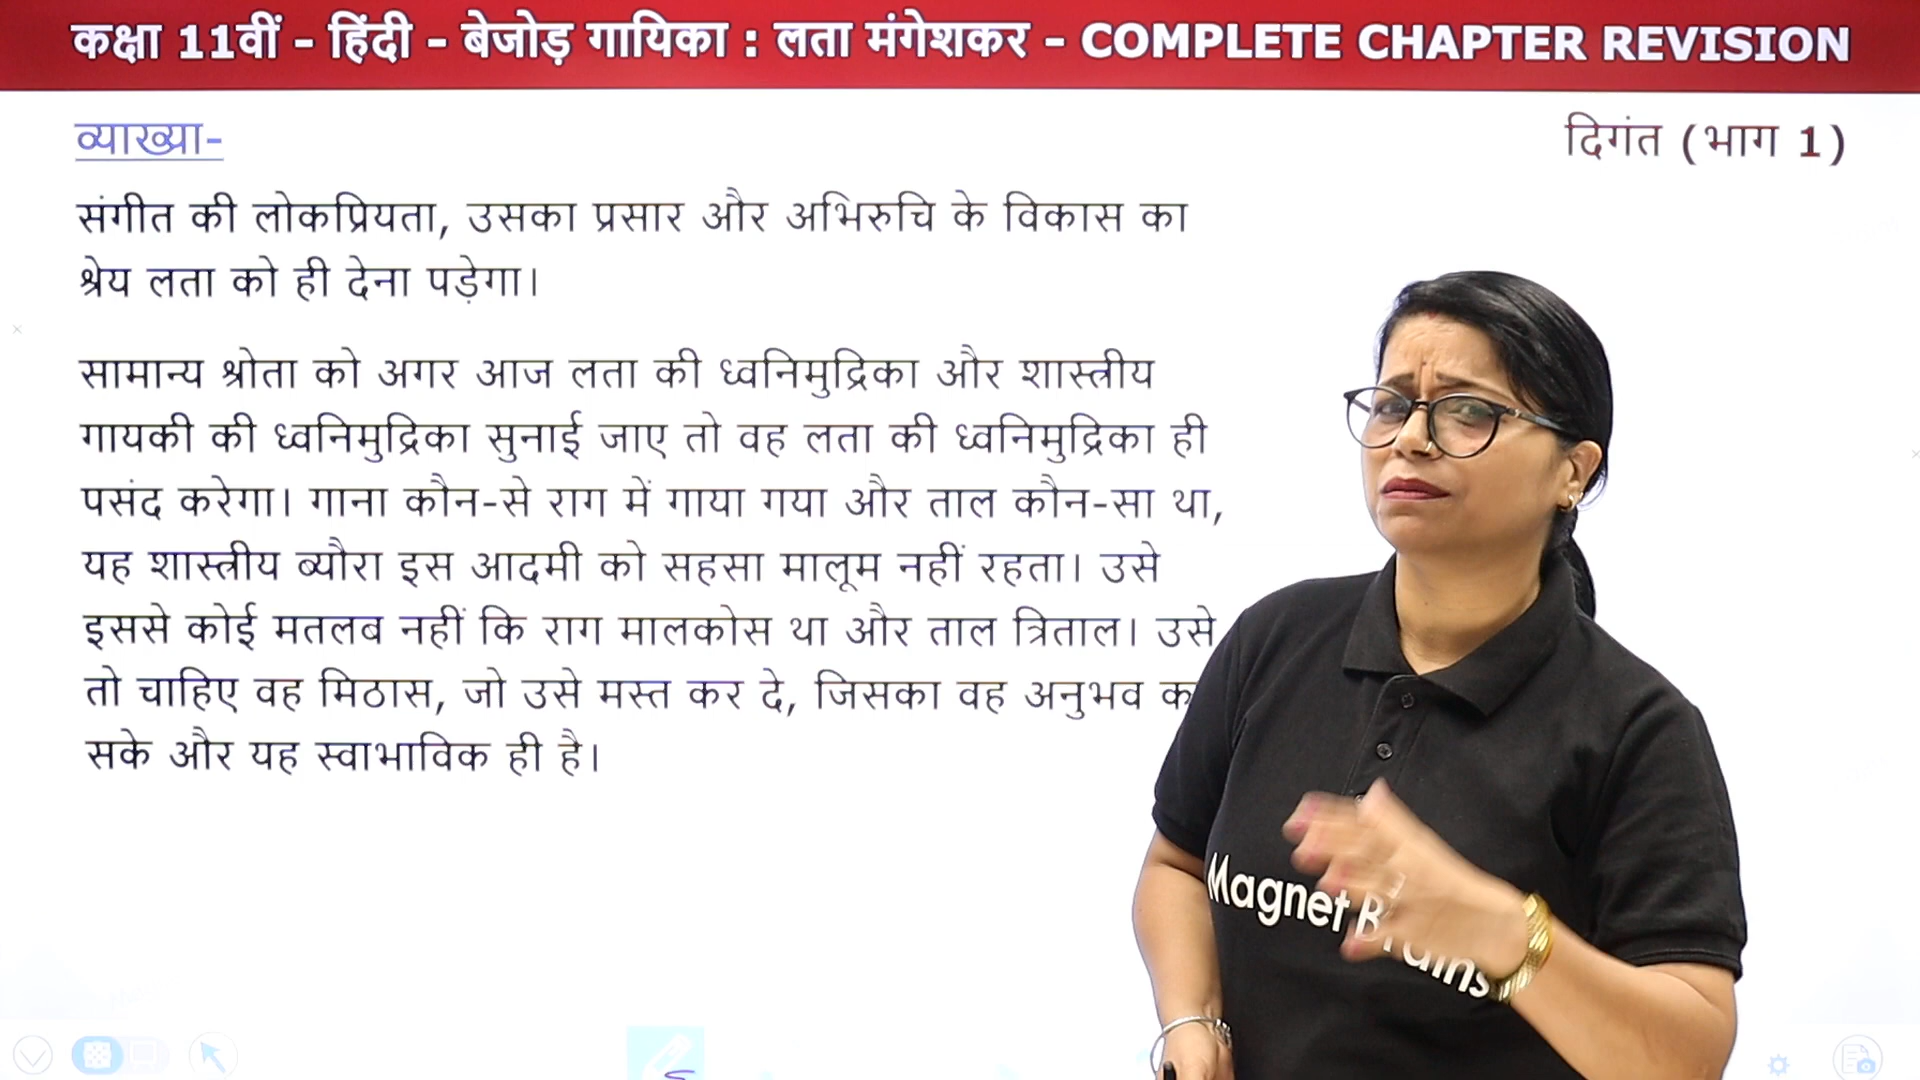 कक्षा 11वीं - हिंदी - बेजोड़ गायिका : लता मंगेशकर - COMPLETE CHAPTER REVISION
व्याख्या-
दिगंत (भाग 1)
संगीत की लोकप्रियता, उसका प्रसार और अभिरुचि के विकास का
श्रेय लता को ही देना पड़ेगा।
सामान्य श्रोता को अगर आज लता की ध्वनिमुद्रिका और शास्त्रीय
गायकी की ध्वनिमुद्रिका सुनाई जाए तो वह लता की ध्वनिमुद्रिका ही
पसंद करेगा। गाना कौन-से राग में गाया गया और ताल कौन-सा था,
यह शास्त्रीय ब्यौरा इस आदमी को सहसा मालूम नहीं रहता। उसे
इससे कोई मतलब नहीं कि राग मालकोस था और ताल त्रिताल। उसे
तो चाहिए वह मिठास, जो उसे मस्त कर दे, जिसका वह अनुभव क
सके और यह स्वाभाविक ही है।
Magnet Brains